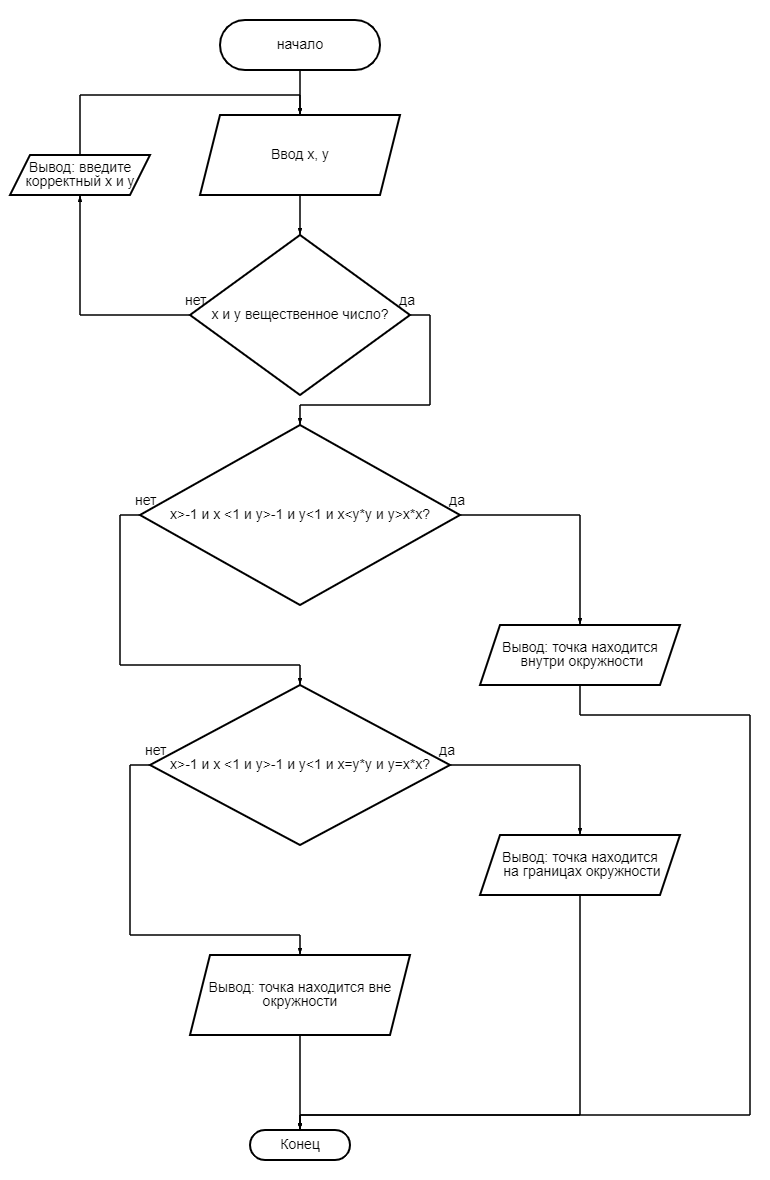 начало
Ввод x, y
Вывод: введите
корректный x и y
нет
да
x и y вещественное число?
нет
да
x>-1 и x <1 и y>-1 и y<1 и x<y*y и y>x*x?
Вывод: точка находится
внутри окружности
нет
да
x>-1 и x <1 и y>-1 и y<1 и x=y*y и y=x*x?
Вывод: точка находится
на границах окружности
Вывод: точка находится вне
окружности
Конец